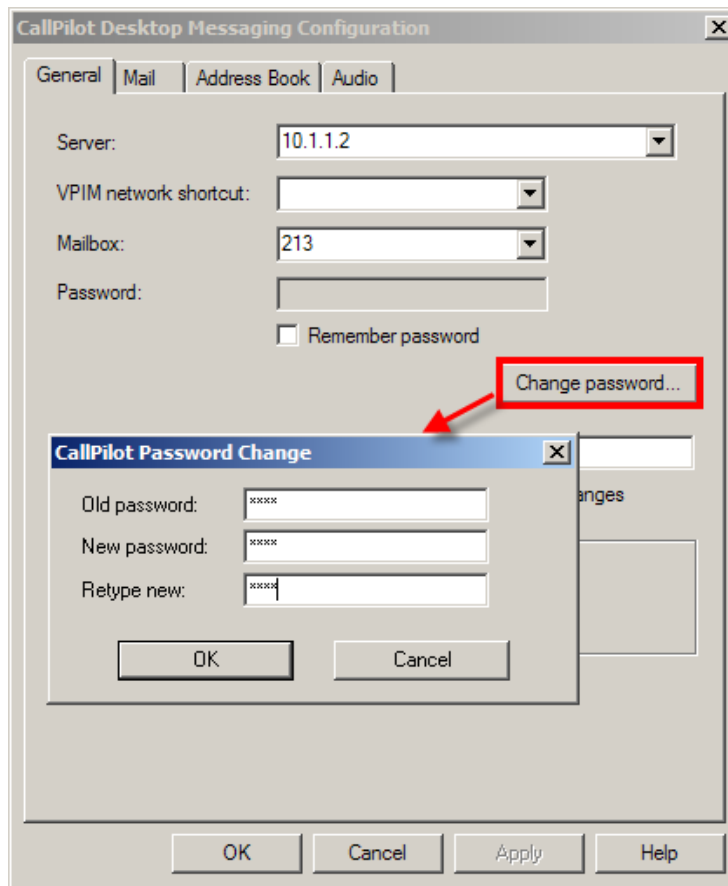 CallPilot Desktop Messaging Configuration
General Mail Address Book Audio
Server: 10.1.1.2
VPIM network shortcut:
Mailbox: 213
Password:
Remember password
Change password...
CallPilot Password Change
Old password: ****
anges
New password: ****
Retype new: ****
OK Cancel
OK Cancel Apply Help